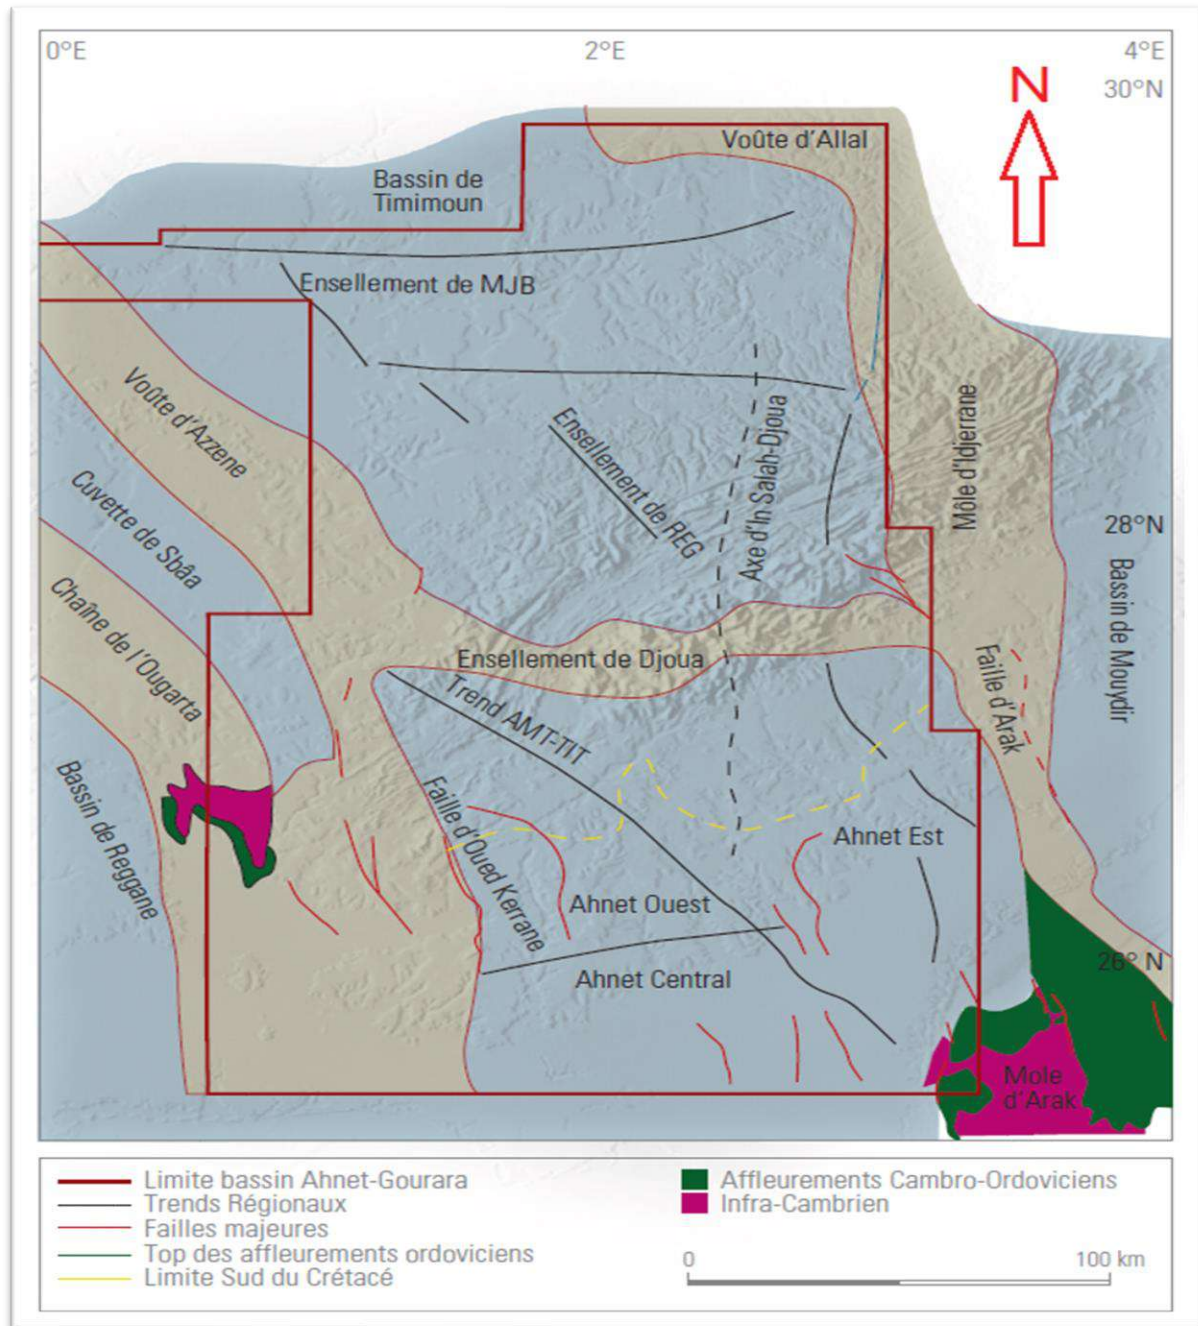 0°E
2°E
4°E
30°N
N
Voûte d'Allal
Bassin de
Timimoun
Ensellement de MJB
Voûte d'Azzene
Ensellement de REG
Axe d'In Salah-Djoua
Môle d'Idjerrane
Cuvette de Sbâa
28°N
Bassin de Mouydir
Chaîne de l'Ougarta
Ensellement de Djoua
Faille d'Arak
Trend AMT-TIT
Bassin de Reggane
Faille d'Oued Kerrane
Ahnet Est
Ahnet Ouest
26° N
Ahnet Central
Mole
d'Arak
Limite bassin Ahnet-Gourara
Trends Régionaux
Failles majeures
Top des affleurements ordoviciens
Limite Sud du Crétacé
Affleurements Cambro-Ordoviciens
Infra-Cambrien
0
100 km